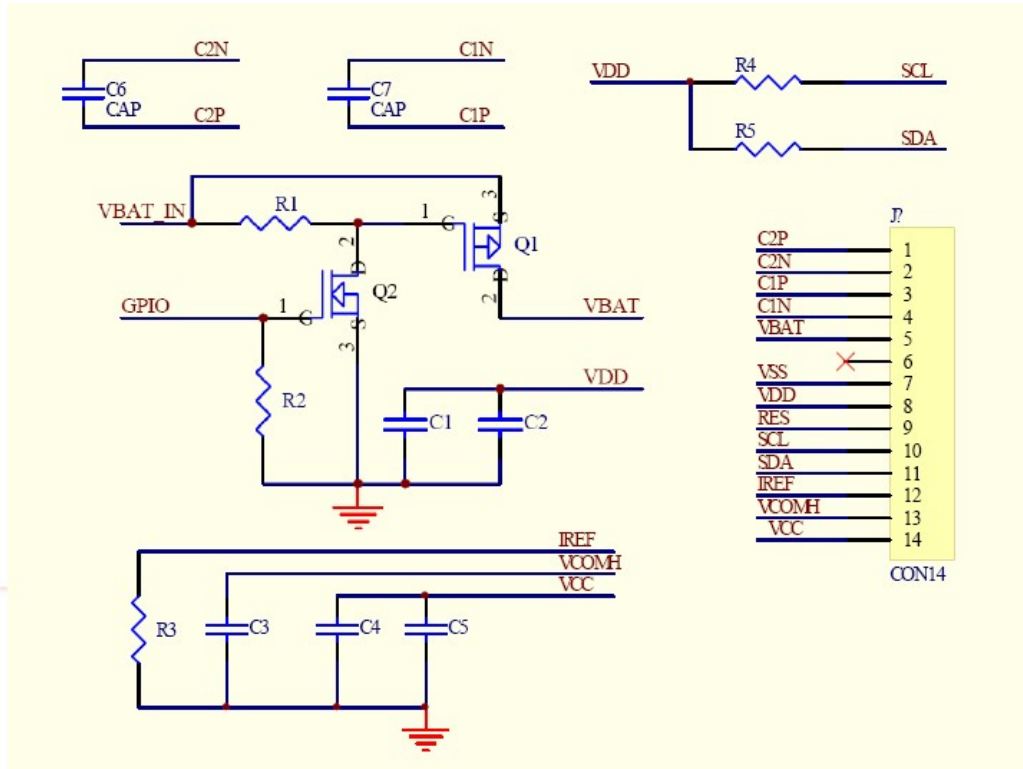 C2N
C6
CAP
C2P
C1N
C7
CAP
C1P
VDD
R4
SCL
R5
SDA
VBAT_IN
R1
1
G
3
S
Q1
D
2
VBAT
2
D
Q2
GPIO
1
G
S
3
R2
VDD
C1
C2
J?
C2P
1
C2N
2
C1P
3
C1N
4
VBAT
5
6
VSS
7
VDD
8
RES
9
SCL
10
SDA
11
IREF
12
VCOMH
13
VCC
14
CON14
IREF
VCOMH
VCC
R3
C3
C4
C5